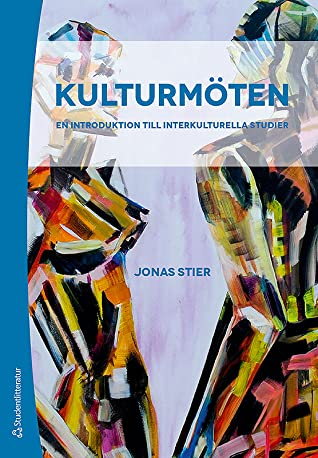 KULTURMÖTEN
EN INTRODUKTION TILL INTERKULTURELLA STUDIER
JONAS STIER
Studentlitteratur